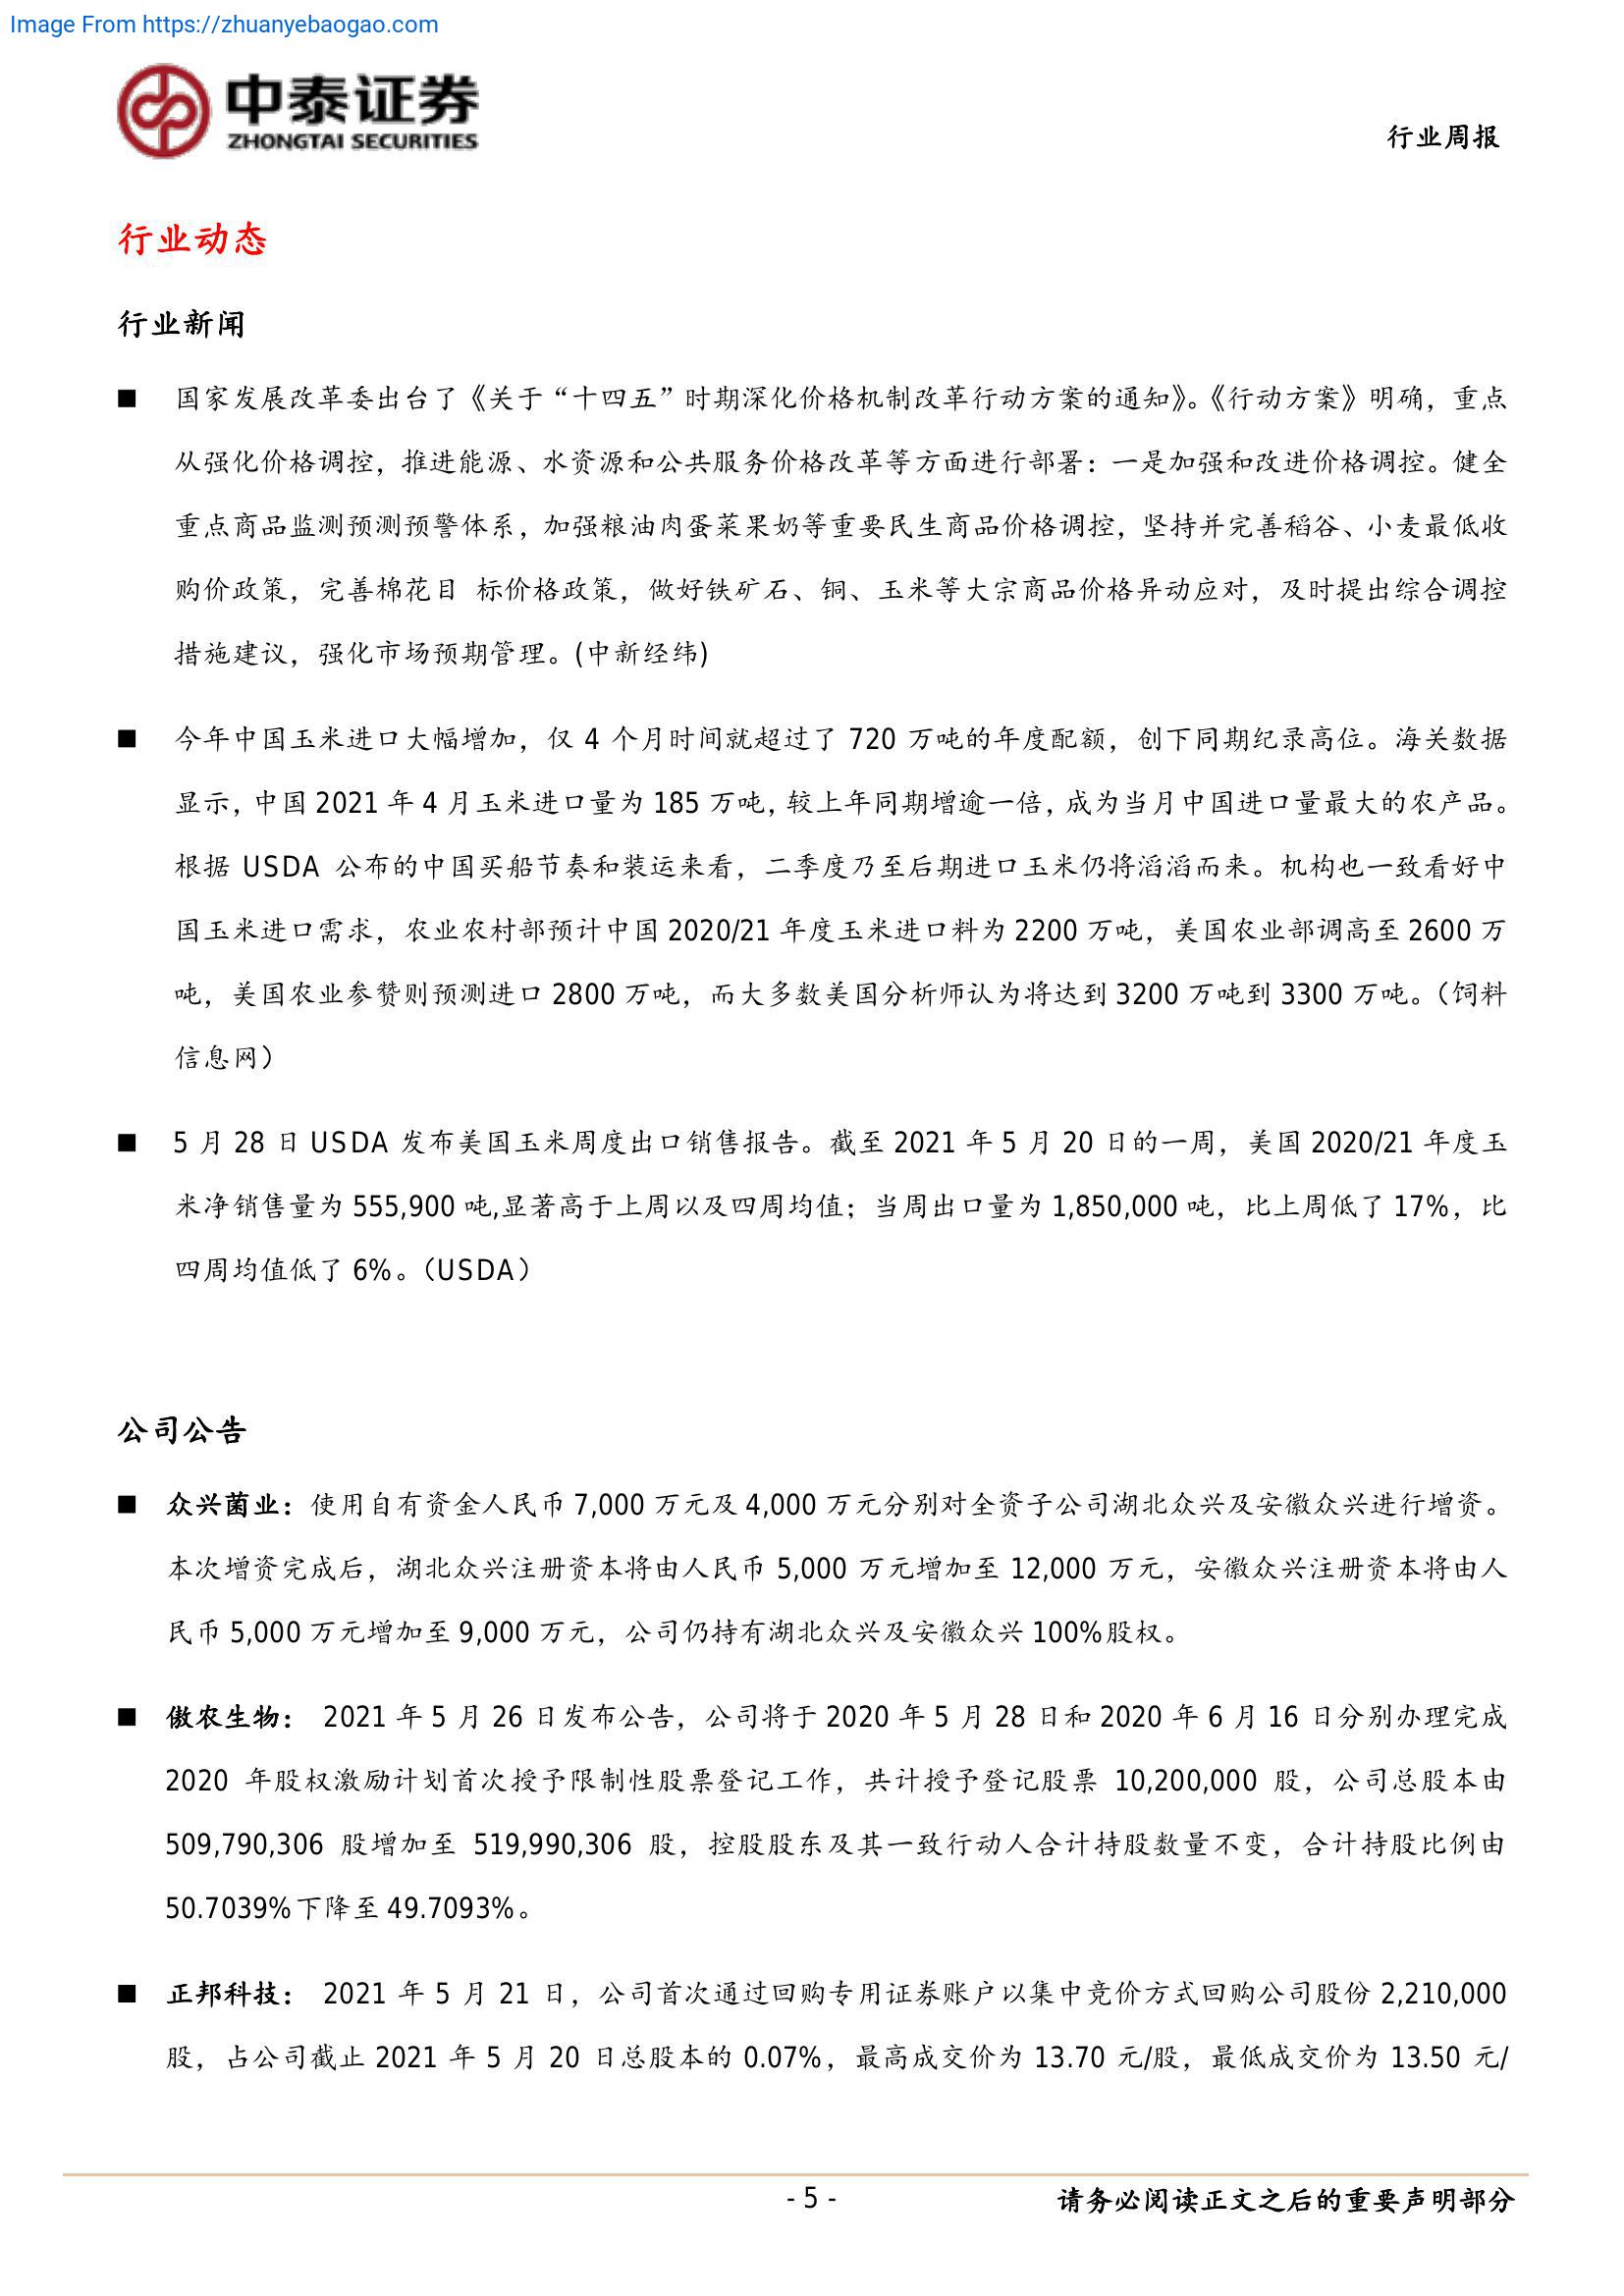 Image From https://zhuanyebaogao.com
中泰证券
ZHONGTAI SECURITIES
行业周报
行业动态
行业新闻
■ 国家发展改革委出台了《关于“十四五”时期深化价格机制改革行动方案的通知》。《行动方案》明确，重点
从强化价格调控，推进能源、水资源和公共服务价格改革等方面进行部署：一是加强和改进价格调控。健全
重点商品监测预测预警体系，加强粮油肉蛋菜果奶等重要民生商品价格调控，坚持并完善稻谷、小麦最低收
购价政策，完善棉花目 标价格政策，做好铁矿石、铜、玉米等大宗商品价格异动应对，及时提出综合调控
措施建议，强化市场预期管理。(中新经纬)
■ 今年中国玉米进口大幅增加，仅 4 个月时间就超过了 720 万吨的年度配额，创下同期纪录高位。海关数据
显示，中国 2021 年 4 月玉米进口量为 185 万吨，较上年同期增逾一倍，成为当月中国进口量最大的农产品。
根据 USDA 公布的中国买船节奏和装运来看，二季度乃至后期进口玉米仍将滔滔而来。机构也一致看好中
国玉米进口需求，农业农村部预计中国 2020/21 年度玉米进口料为 2200 万吨，美国农业部调高至 2600 万
吨，美国农业参赞则预测进口 2800 万吨，而大多数美国分析师认为将达到 3200 万吨到 3300 万吨。（饲料
信息网）
■ 5 月 28 日 USDA 发布美国玉米周度出口销售报告。截至 2021 年 5 月 20 日的一周，美国 2020/21 年度玉
米净销售量为 555,900 吨,显著高于上周以及四周均值；当周出口量为 1,850,000 吨，比上周低了 17%，比
四周均值低了 6%。（USDA）
公司公告
■ 众兴菌业：使用自有资金人民币 7,000 万元及 4,000 万元分别对全资子公司湖北众兴及安徽众兴进行增资。
本次增资完成后，湖北众兴注册资本将由人民币 5,000 万元增加至 12,000 万元，安徽众兴注册资本将由人
民币 5,000 万元增加至 9,000 万元，公司仍持有湖北众兴及安徽众兴 100%股权。
■ 傲农生物： 2021 年 5 月 26 日发布公告，公司将于 2020 年 5 月 28 日和 2020 年 6 月 16 日分别办理完成
2020 年股权激励计划首次授予限制性股票登记工作，共计授予登记股票 10,200,000 股，公司总股本由
509,790,306 股增加至 519,990,306 股，控股股东及其一致行动人合计持股数量不变，合计持股比例由
50.7039%下降至 49.7093%。
■ 正邦科技： 2021 年 5 月 21 日，公司首次通过回购专用证券账户以集中竞价方式回购公司股份 2,210,000
股，占公司截止 2021 年 5 月 20 日总股本的 0.07%，最高成交价为 13.70 元/股，最低成交价为 13.50 元/
- 5 -
请务必阅读正文之后的重要声明部分